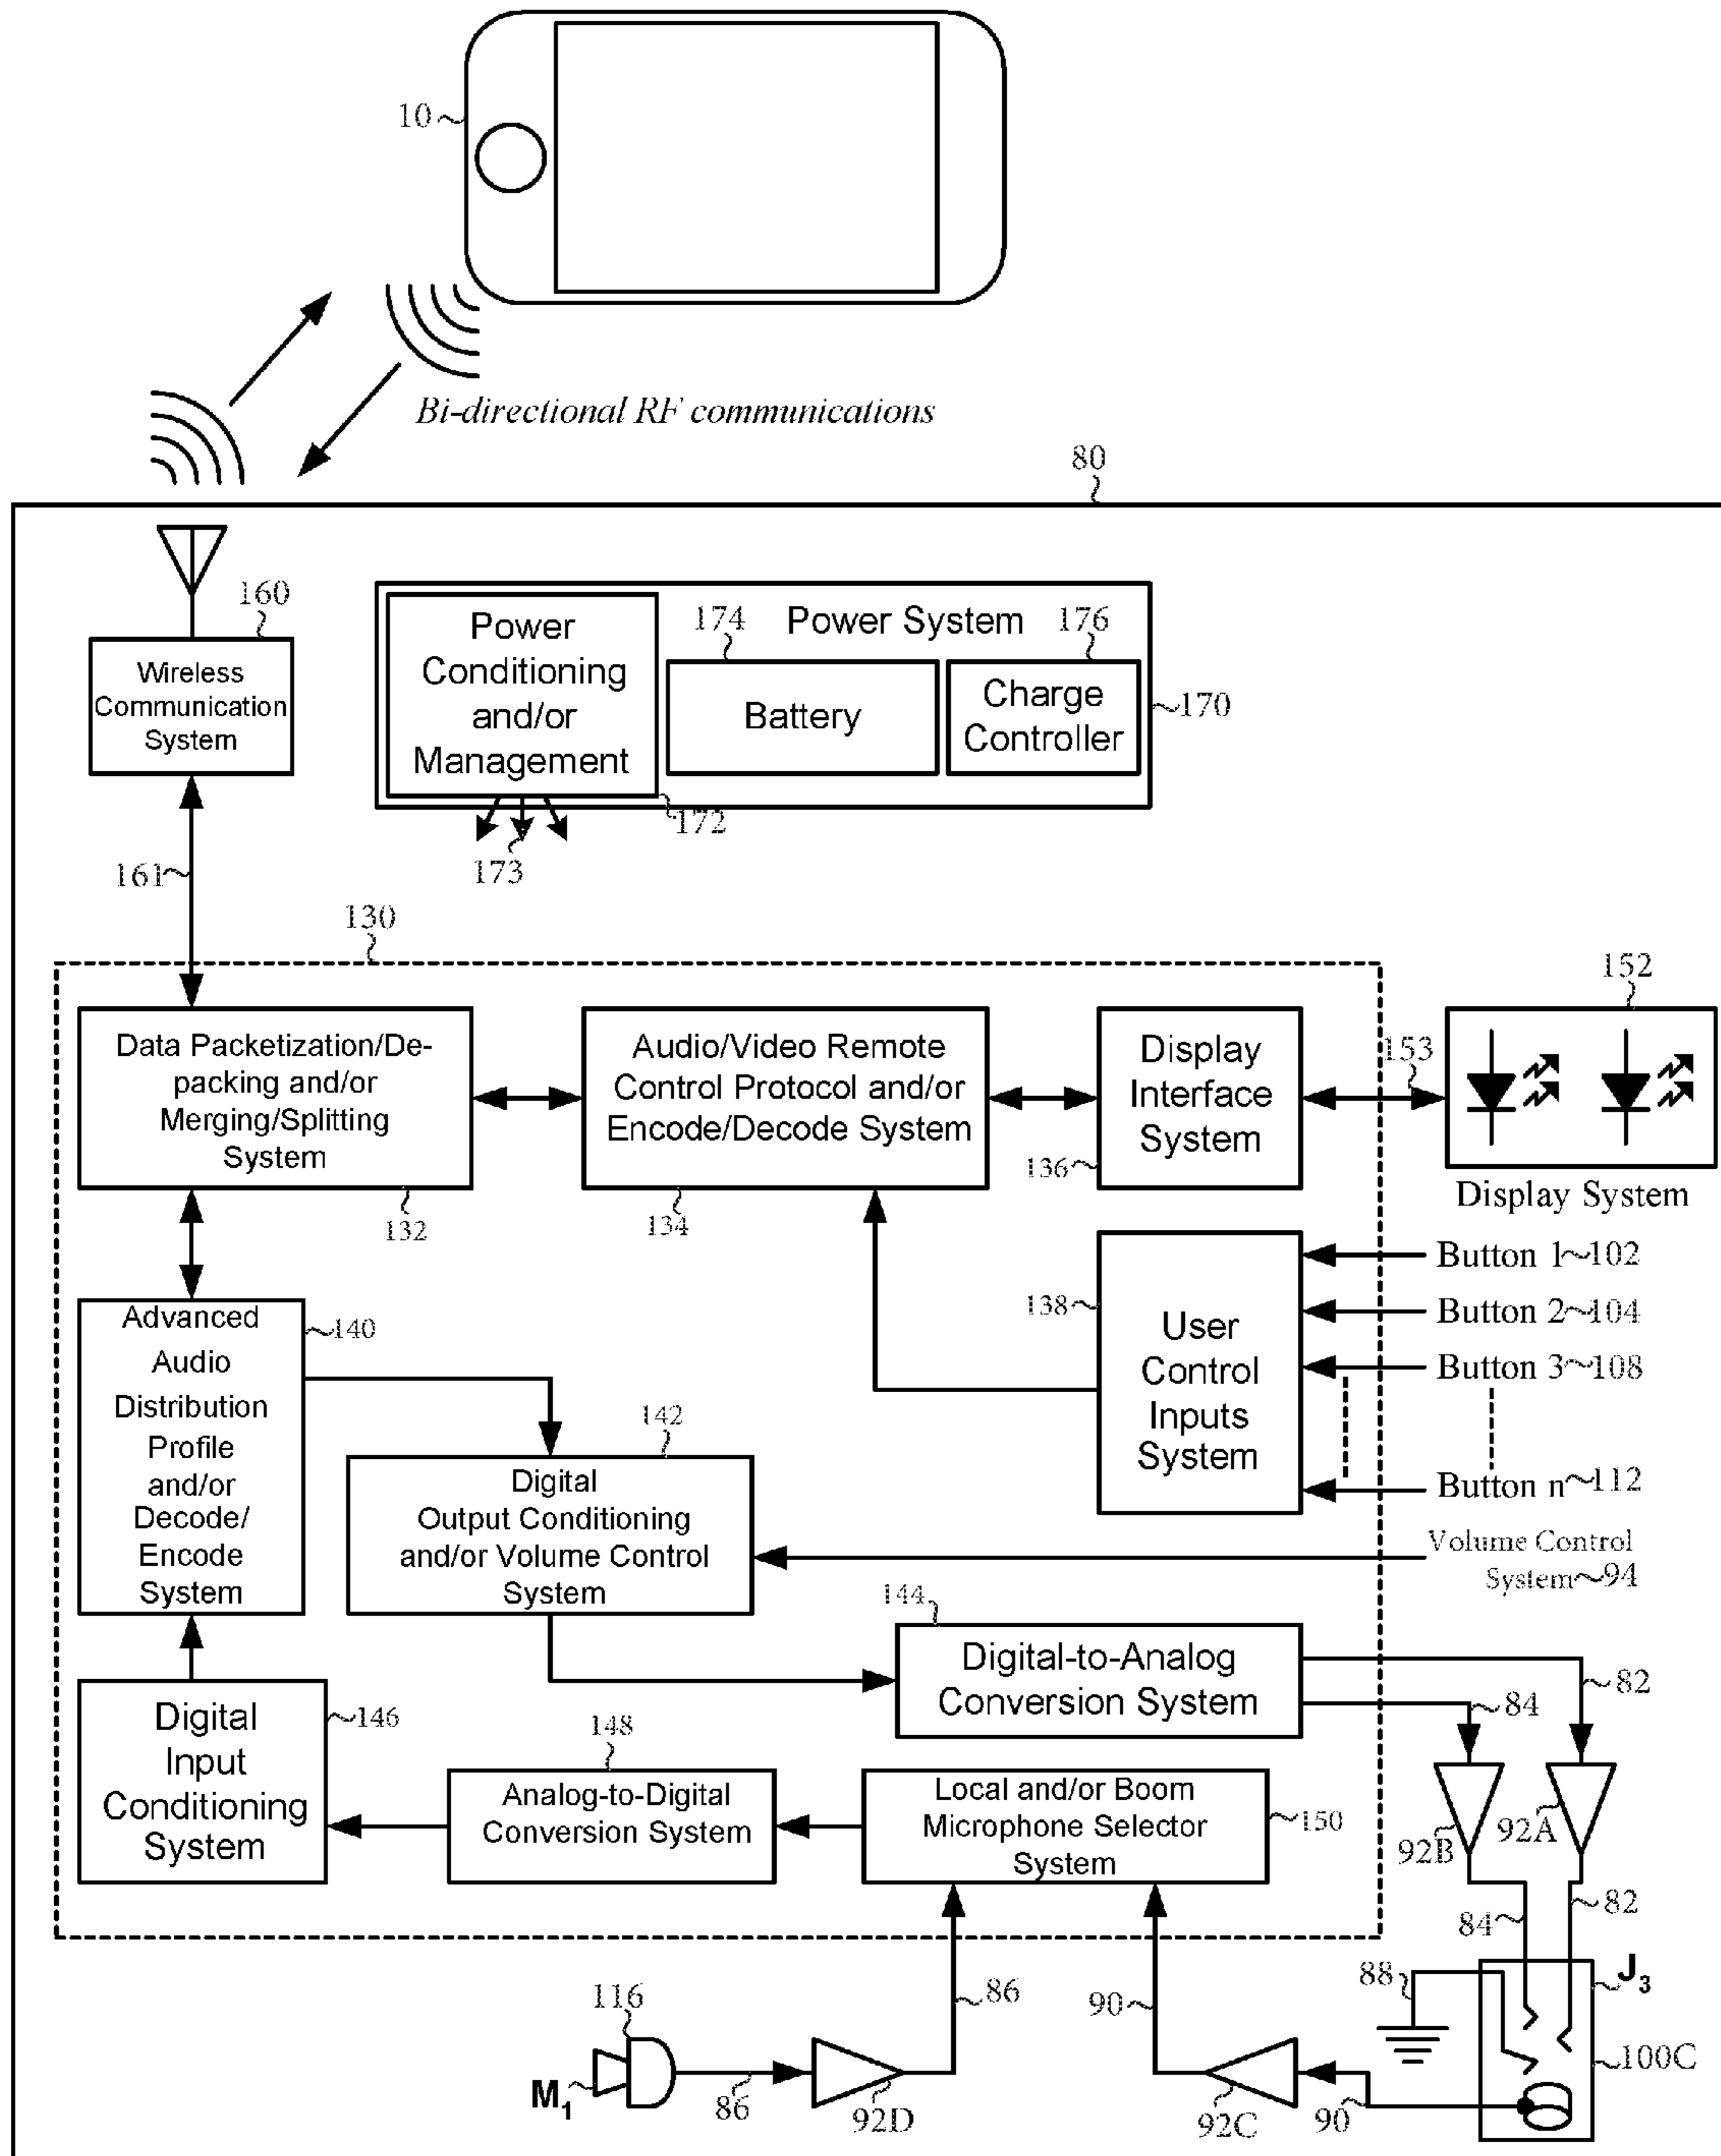 10
Bi-directional RF communications
80
160
Wireless
Communication
System
Power
Conditioning
and/or
Management
Power System
174
Battery
176
Charge
Controller
170
172
173
161
130
152
Data Packetization/De-
packing and/or
Merging/Splitting
System
132
Audio/Video Remote
Control Protocol and/or
Encode/Decode System
134
Display
Interface
System
136
153
Display System
Advanced
Audio
Distribution
Profile
and/or
Decode/
Encode
System
140
138
User
Control
Inputs
System
Button 1 102
Button 2 104
Button 3 108
Button n 112
142
Digital
Output Conditioning
and/or Volume Control
System
Volume Control
System 94
144
Digital-to-Analog
Conversion System
82
84
Digital
Input
Conditioning
System
146
148
Analog-to-Digital
Conversion System
Local and/or Boom
Microphone Selector
System
150
92B
92A
84
82
88
J3
116
M1
86
92D
86
90
92C
90
100C